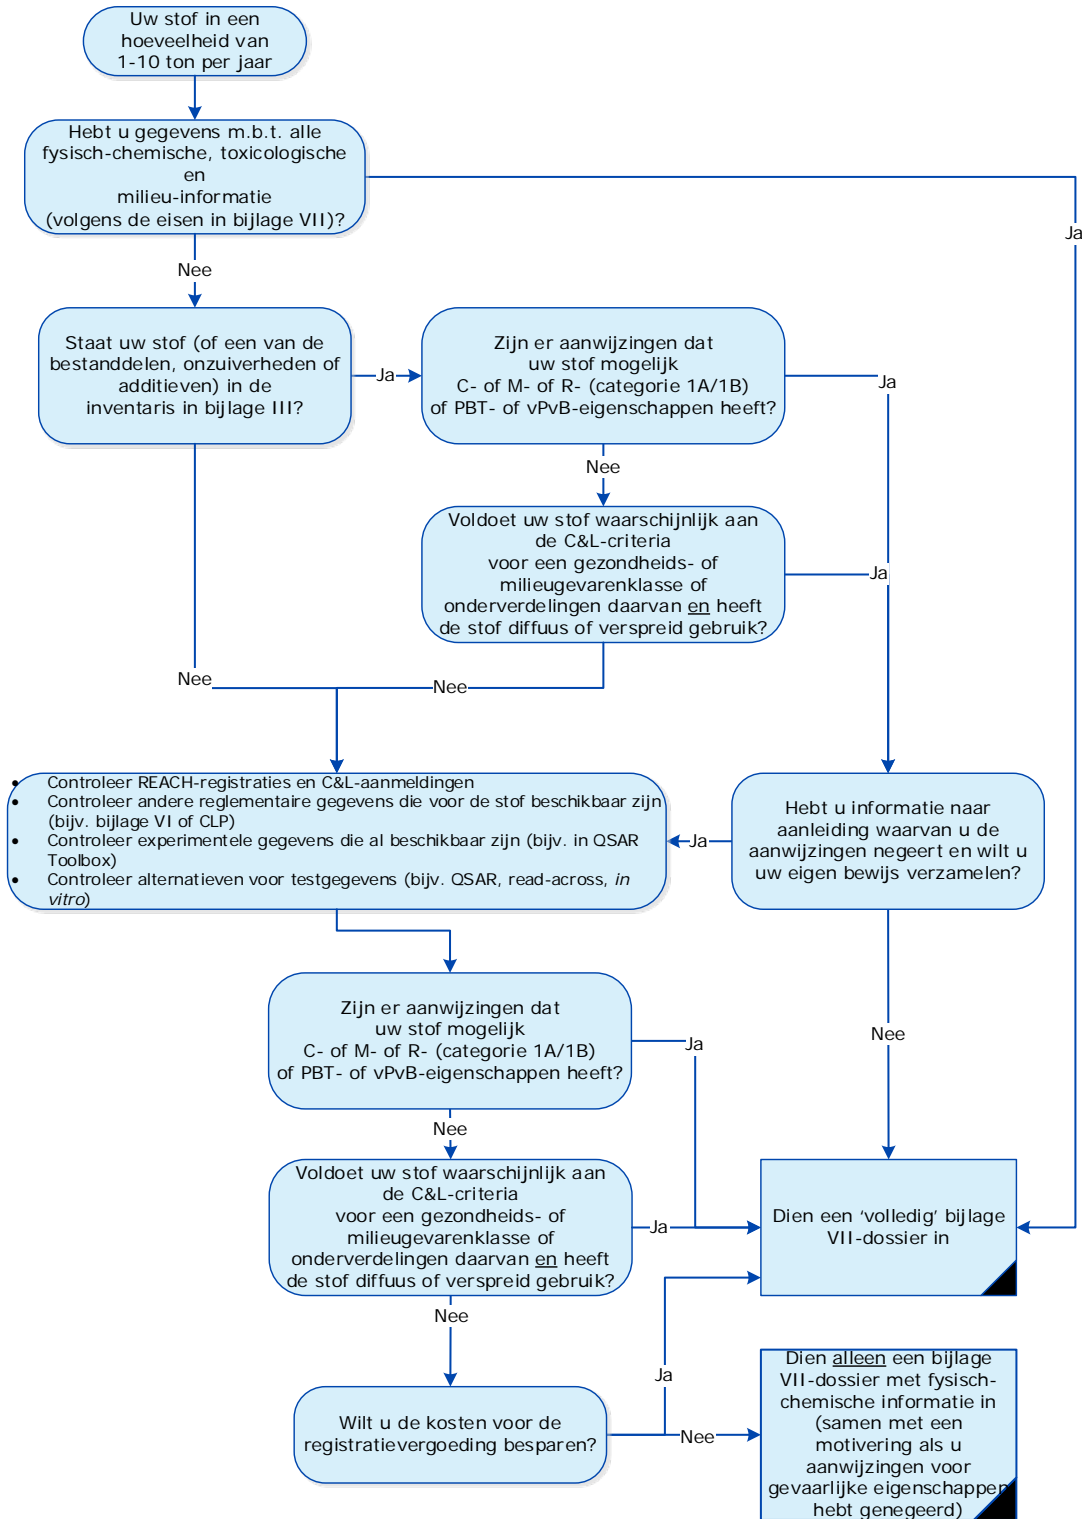 Uw stof in een
hoeveelheid van
1-10 ton per jaar
Hebt u gegevens m.b.t. alle
fysisch-chemische, toxicologische
en
milieu-informatie
(volgens de eisen in bijlage VII)?
Ja
Nee
Staat uw stof (of een van de
bestanddelen, onzuiverheden of
additieven) in de
inventaris in bijlage III?
Ja
Zijn er aanwijzingen dat
uw stof mogelijk
C- of M- of R- (categorie 1A/1B)
of PBT- of vPvB-eigenschappen heeft?
Ja
Nee
Voldoet uw stof waarschijnlijk aan
de C&L-criteria
voor een gezondheids- of
milieugevarenklasse of
onderverdelingen daarvan en heeft
de stof diffuus of verspreid gebruik?
Ja
Nee
Nee
• Controleer REACH-registraties en C&L-aanmeldingen
• Controleer andere reglementaire gegevens die voor de stof beschikbaar zijn
(bijv. bijlage VI of CLP)
• Controleer experimentele gegevens die al beschikbaar zijn (bijv. in QSAR
Toolbox)
• Controleer alternatieven voor testgegevens (bijv. QSAR, read-across, in
vitro)
Ja
Hebt u informatie naar
aanleiding waarvan u de
aanwijzingen negeert en wilt u
uw eigen bewijs verzamelen?
Nee
Zijn er aanwijzingen dat
uw stof mogelijk
C- of M- of R- (categorie 1A/1B)
of PBT- of vPvB-eigenschappen heeft?
Ja
Nee
Voldoet uw stof waarschijnlijk aan
de C&L-criteria
voor een gezondheids- of
milieugevarenklasse of
onderverdelingen daarvan en heeft
de stof diffuus of verspreid gebruik?
Ja
Dien een ‘volledig’ bijlage
VII-dossier in
Nee
Wilt u de kosten voor de
registratievergoeding besparen?
Ja
Nee
Dien alleen een bijlage
VII-dossier met fysisch-
chemische informatie in
(samen met een
motivering als u
aanwijzingen voor
gevaarlijke eigenschappen
hebt genegeerd)